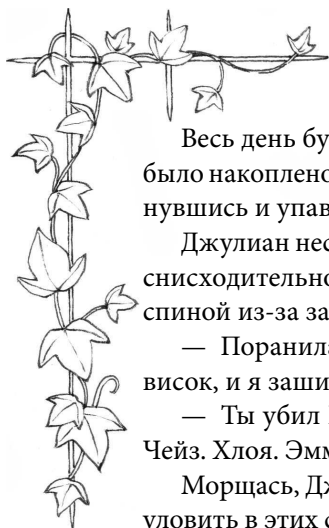 Весь день бу
было накоплено
нувшись и упав
Джулиан нес
снисходительно
спиной из-за за
— Поранила
висок, и я заши
— Ты убил
Чейз. Хлоя. Эмм
Морщась, Дж
уловить в этих с